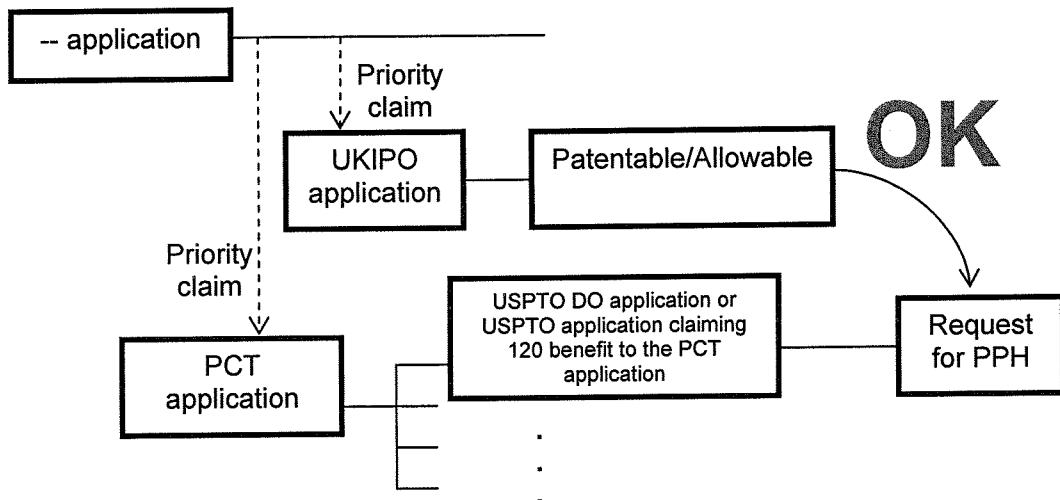 -- application
Priority
claim
UKIPO
application
Patentable/Allowable
OK
Priority
claim
USPTO DO application or
USPTO application claiming
120 benefit to the PCT
application
Request
for PPH
PCT
application